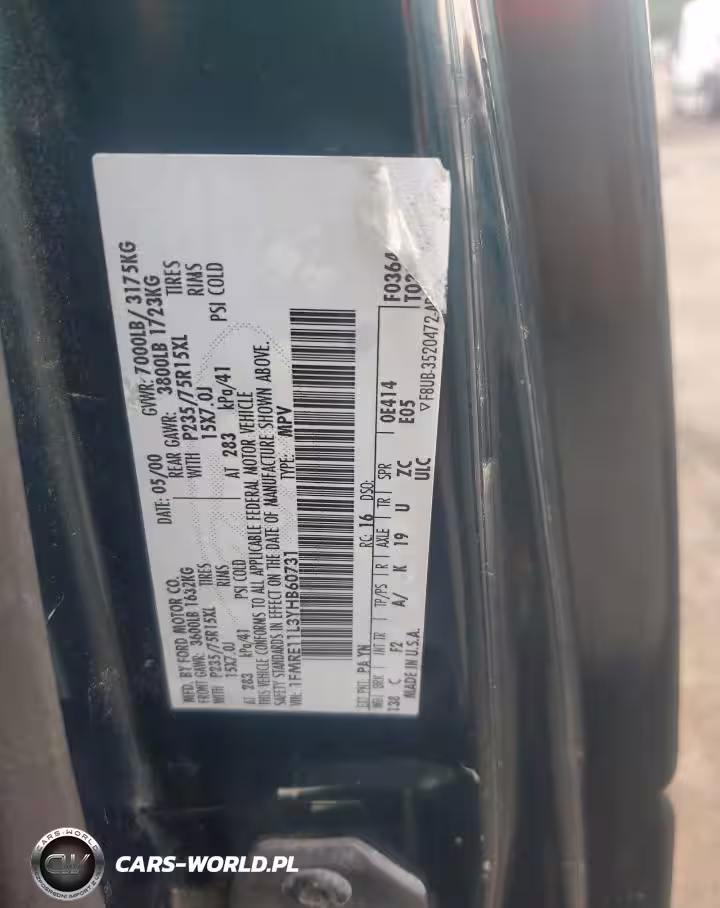 MFD. BY FORD MOTOR CO.
DATE: 05/00 GVWR: 7000LB/ 3175KG
FRONT GAWR: 3600LB 1632KG REAR GAWR: 3800LB 1723KG
WITH P235/75R15XL TIRES WITH P235/75R15XL TIRES
15X7.0J RIMS 15X7.0J RIMS
AT 283 kPa/41 PSI COLD AT 283 kPa/41 PSI COLD
THIS VEHICLE CONFORMS TO ALL APPLICABLE FEDERAL MOTOR VEHICLE
SAFETY STANDARDS IN EFFECT ON THE DATE OF MANUFACTURE SHOWN ABOVE.
VIN: 1FMRE11L3YHB60731 TYPE: MPV
F0364
EXT PNT: PA YN RC: 16 DSO:
WB BRK INT TR TP/PS R AXLE TR SPR 0E414
138 C F2 A/ K 19 U ZC E05
MADE IN U.S.A. ULC ▽F8UB-3520472
CARS-WORLD
CW
CARS-WORLD.PL